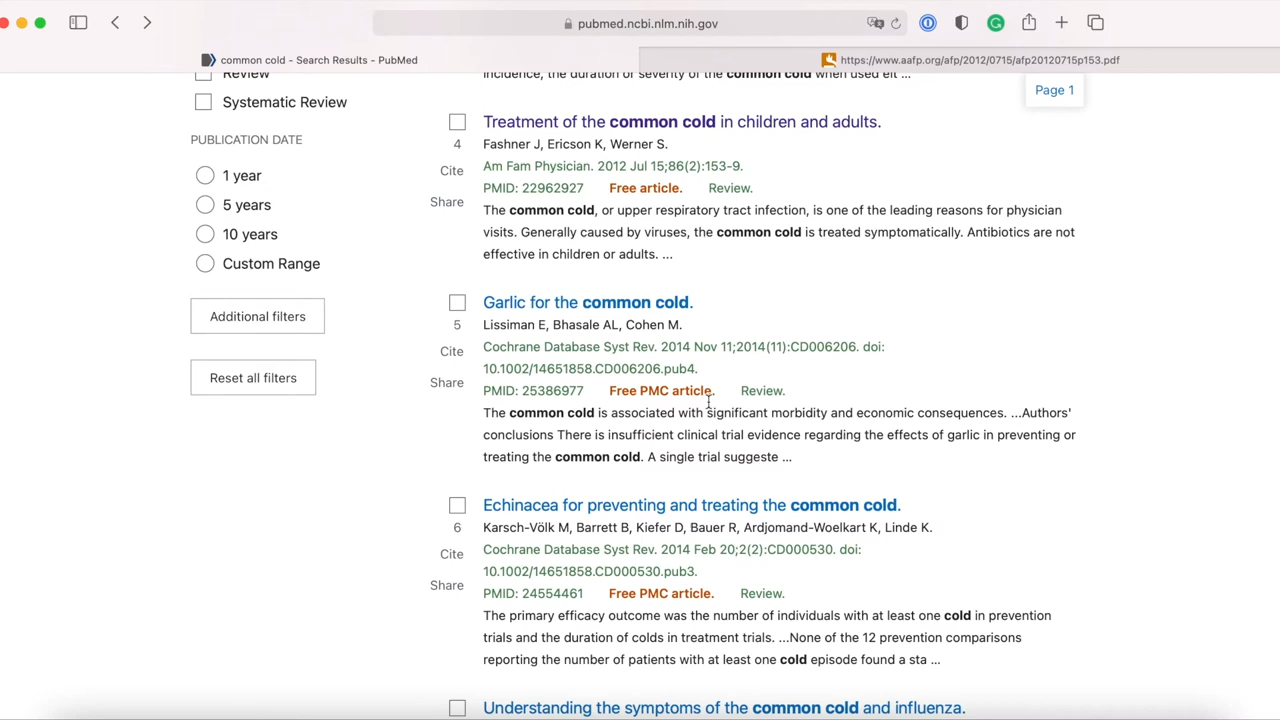 pubmed.ncbi.nlm.nih.gov
common cold - Search Results - PubMed
https://www.aafp.org/afp/2012/0715/afp20120715p153.pdf
Review
Systematic Review
PUBLICATION DATE
1 year
5 years
10 years
Custom Range
Additional filters
Reset all filters
incidence, the duration of severity of the common cold when used eit ...
Page 1
Treatment of the common cold in children and adults.
4
Fashner J, Ericson K, Werner S.
Cite
Am Fam Physician. 2012 Jul 15;86(2):153-9.
Share
PMID: 22962927 Free article. Review.
The common cold, or upper respiratory tract infection, is one of the leading reasons for physician
visits. Generally caused by viruses, the common cold is treated symptomatically. Antibiotics are not
effective in children or adults. ...
Garlic for the common cold.
5
Lissiman E, Bhasale AL, Cohen M.
Cite
Cochrane Database Syst Rev. 2014 Nov 11;2014(11):CD006206. doi:
10.1002/14651858.CD006206.pub4.
Share
PMID: 25386977 Free PMC article. Review.
The common cold is associated with significant morbidity and economic consequences. ...Authors'
conclusions There is insufficient clinical trial evidence regarding the effects of garlic in preventing or
treating the common cold. A single trial suggeste ...
Echinacea for preventing and treating the common cold.
6
Karsch-Völk M, Barrett B, Kiefer D, Bauer R, Ardjomand-Woelkart K, Linde K.
Cite
Cochrane Database Syst Rev. 2014 Feb 20;2(2):CD000530. doi:
10.1002/14651858.CD000530.pub3.
Share
PMID: 24554461 Free PMC article. Review.
The primary efficacy outcome was the number of individuals with at least one cold in prevention
trials and the duration of colds in treatment trials. ...None of the 12 prevention comparisons
reporting the number of patients with at least one cold episode found a sta ...
Understanding the symptoms of the common cold and influenza.